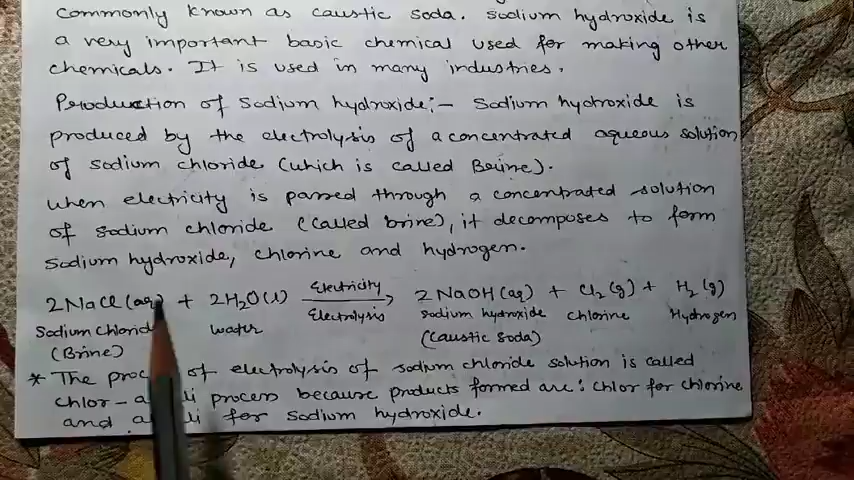 commonly known as caustic soda. Sodium hydroxide is
a very important basic chemical used for making other
chemicals. It is used in many industries.
Production of Sodium hydroxide:- Sodium hydroxide is
produced by the electrolysis of a concentrated aqueous solution
of sodium chloride (which is called Brine).
when electricity is passed through a concentrated solution
of sodium chloride (called brine), it decomposes to form
Sodium hydroxide, chlorine and hydrogen.
2NaCl(aq) + 2H₂O(l) Electricity Electrolysis → 2NaOH(aq) + Cl₂(g) + H₂(g)
Sodium Chlorid water Sodium hydroxide chlorine Hydrogen
(Brine) (Caustic Soda)
* The proc of electrolysis of sodium chloride solution is called
chlor-a li process because products formed are: chlor for chlorine
and a li for sodium hydroxide.